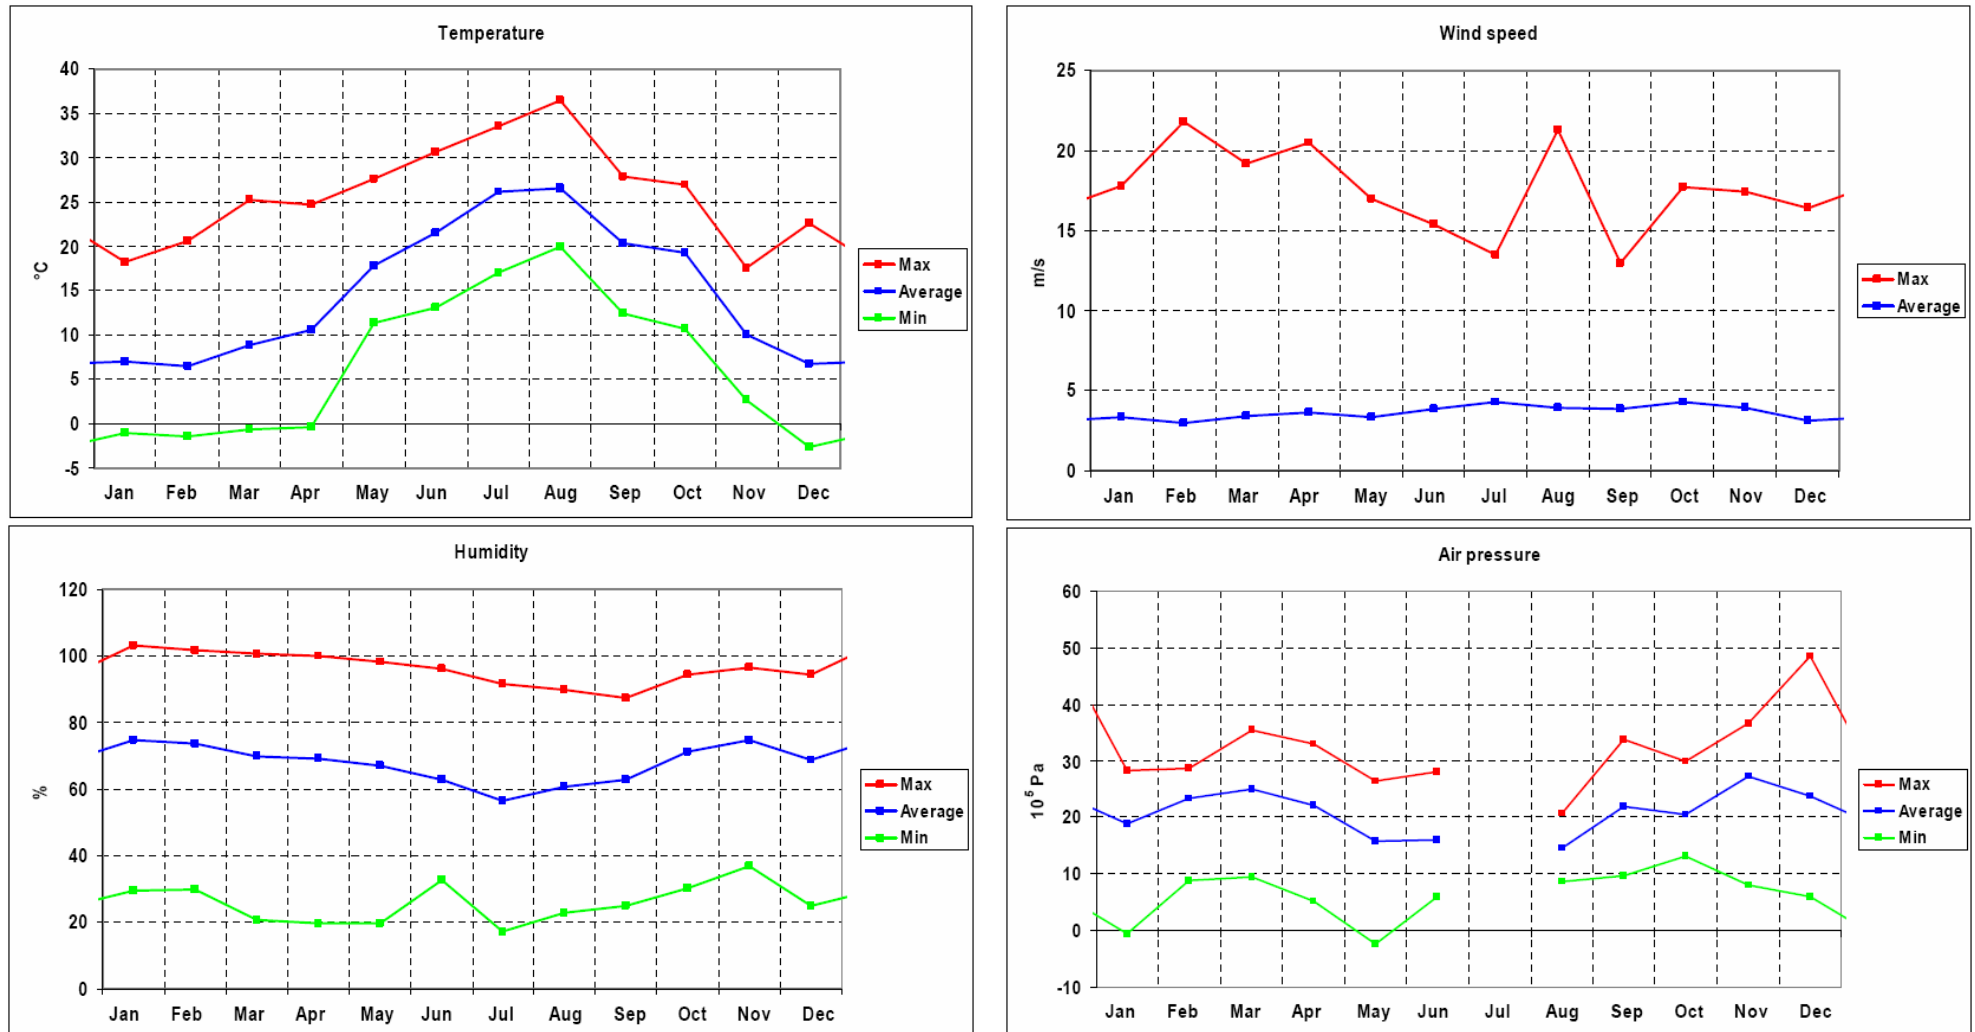 Temperature
40
35
30
25
20
15
10
5
0
-5
°C
Jan Feb Mar Apr May Jun Jul Aug Sep Oct Nov Dec
Max
Average
Min
Wind speed
25
20
15
10
5
0
m/s
Jan Feb Mar Apr May Jun Jul Aug Sep Oct Nov Dec
Max
Average
Humidity
120
100
80
60
40
20
0
%
Jan Feb Mar Apr May Jun Jul Aug Sep Oct Nov Dec
Max
Average
Min
Air pressure
60
50
40
30
20
10
0
-10
10⁵ Pa
Jan Feb Mar Apr May Jun Jul Aug Sep Oct Nov Dec
Max
Average
Min